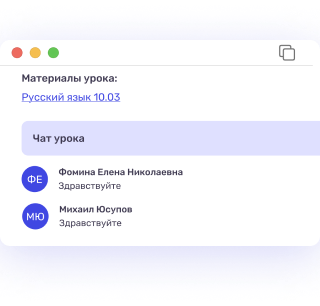 Материалы урока:
Русский язык 10.03
Чат урока
ФЕ
Фомина Елена Николаевна
Здравствуйте
МЮ
Михаил Юсупов
Здравствуйте